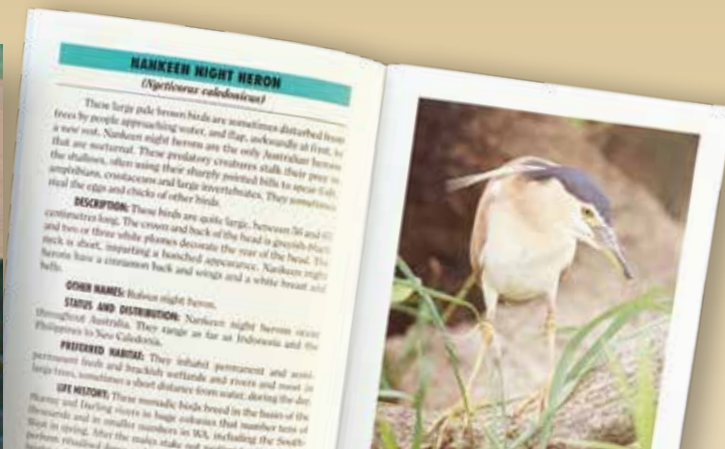 NANKEEN NIGHT HERON
(Nycticorax caledonicus)
These large pale brown birds are sometimes disturbed from
trees by people approaching water, and flap, awkwardly at first, to
a new roost. Nankeen night herons are the only Australian herons
that are nocturnal. These predatory creatures stalk their prey in
the shallows, often using their sharply pointed bills to spear fish,
amphibians, crustaceans and large invertebrates. They sometimes
steal the eggs and chicks of other birds.
DESCRIPTION: These birds are quite large, between 56 and
centimetres long. The crown and back of the head is greyish-black
and two or three white plumes decorate the rear of the head. The
neck is short, imparting a hunched appearance. Nankeen night
herons have a cinnamon back and wings and a white breast and
belly.
OTHER NAMES: Rufous night heron.
STATUS AND DISTRIBUTION: Nankeen night herons occur
throughout Australia. They range as far as Indonesia and the
Philippines to New Caledonia.
PREFERRED HABITAT: They inhabit permanent and semi-
permanent fresh and brackish wetlands and rivers and roost in
large trees, sometimes a short distance from water, during the day.
LIFE HISTORY: These nomadic birds breed in the basins of the
Murray and Darling rivers in huge colonies that number tens of
thousands and in smaller numbers in WA, including the South-
West in spring. After the males stake out
perform ritualised